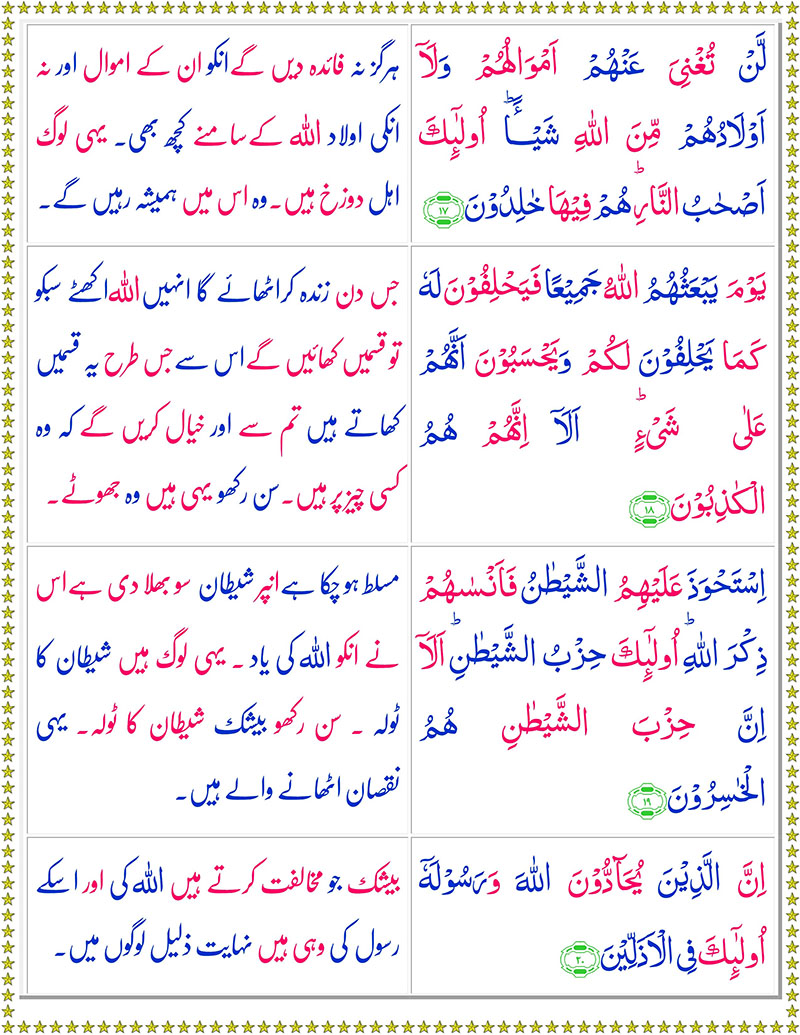 لَّنْ تُغْنِیَ عَنْهُمْ اَمْوَالُهُمْ وَلَاۤ
اَوْلَادُهُمْ مِّنَ اللّٰهِ شَیْـًٔا ؕ اُولٰٓىِٕكَ
اَصْحٰبُ النَّارِ ؕ هُمْ فِیْهَا خٰلِدُوْنَ ۱۷
ہرگز نہ فائدہ دیں گے انکو ان کے اموال اور نہ
انکی اولاد اللہ کے سامنے کچھ بھی۔ یہی لوگ
اہل دوزخ ہیں۔ وہ اس میں ہمیشہ رہیں گے۔
یَوْمَ یَبْعَثُهُمُ اللّٰهُ جَمِیْعًا فَیَحْلِفُوْنَ لَهٗ
كَمَا یَحْلِفُوْنَ لَكُمْ وَیَحْسَبُوْنَ اَنَّهُمْ
عَلٰی شَیْءٍ ؕ اَلَاۤ اِنَّهُمْ هُمُ
الْكٰذِبُوْنَ ۱۸
جس دن زندہ کر اٹھائے گا انہیں اللہ اکھٹے سبکو
تو قسمیں کھائیں گے اس سے جس طرح یہ قسمیں
کھاتے ہیں تم سے اور خیال کریں گے کہ وہ
کسی چیز پر ہیں۔ سن رکھو یہی ہیں وہ جھوٹے۔
اِسْتَحْوَذَ عَلَیْهِمُ الشَّیْطٰنُ فَاَنْسٰىهُمْ
ذِكْرَ اللّٰهِ ؕ اُولٰٓىِٕكَ حِزْبُ الشَّیْطٰنِ ؕ اَلَاۤ
اِنَّ حِزْبَ الشَّیْطٰنِ هُمُ
الْخٰسِرُوْنَ ۱۹
مسلط ہو چکا ہے انپر شیطان سو بھلا دی ہے اس
نے انکو اللہ کی یاد ۔ یہی لوگ ہیں شیطان کا
ٹولہ ۔ سن رکھو بیشک شیطان کا ٹولہ۔ یہی
نقصان اٹھانے والے ہیں۔
اِنَّ الَّذِیْنَ یُحَآدُّوْنَ اللّٰهَ وَرَسُوْلَهٗۤ
اُولٰٓىِٕكَ فِی الْاَذَلِّیْنَ ۲۰
بیشک جو مخالفت کرتے ہیں اللہ کی اور اسکے
رسول کی وہی ہیں نہایت ذلیل لوگوں میں۔